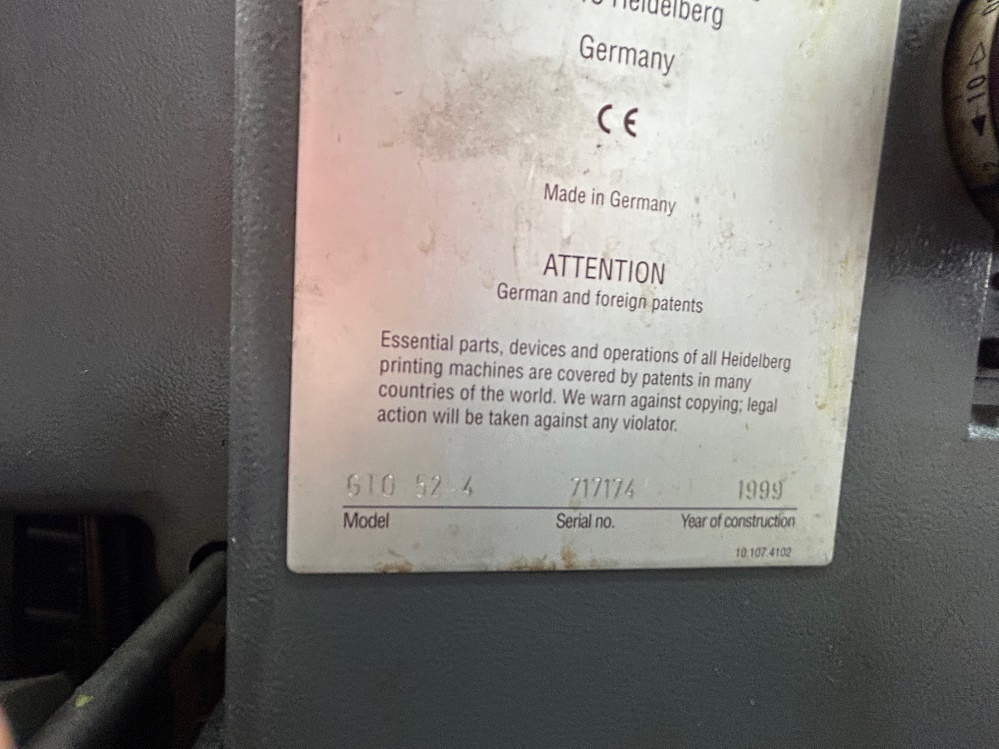 Heidelberg
Germany
CE
Made in Germany
ATTENTION
German and foreign patents
Essential parts, devices and operations of all Heidelberg
printing machines are covered by patents in many
countries of the world. We warn against copying; legal
action will be taken against any violator.
GTO 52 4 717174 1999
Model Serial no. Year of construction
10.107.4102
10